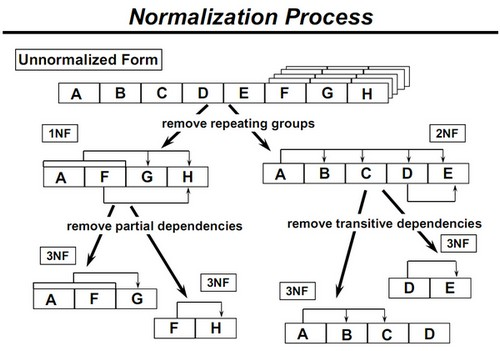 Normalization Process
Unnormalized Form
A B C D E F G H
remove repeating groups
1NF
2NF
A F G H
A B C D E
remove partial dependencies
remove transitive dependencies
3NF
3NF
3NF
3NF
A F G
D E
F H
A B C D